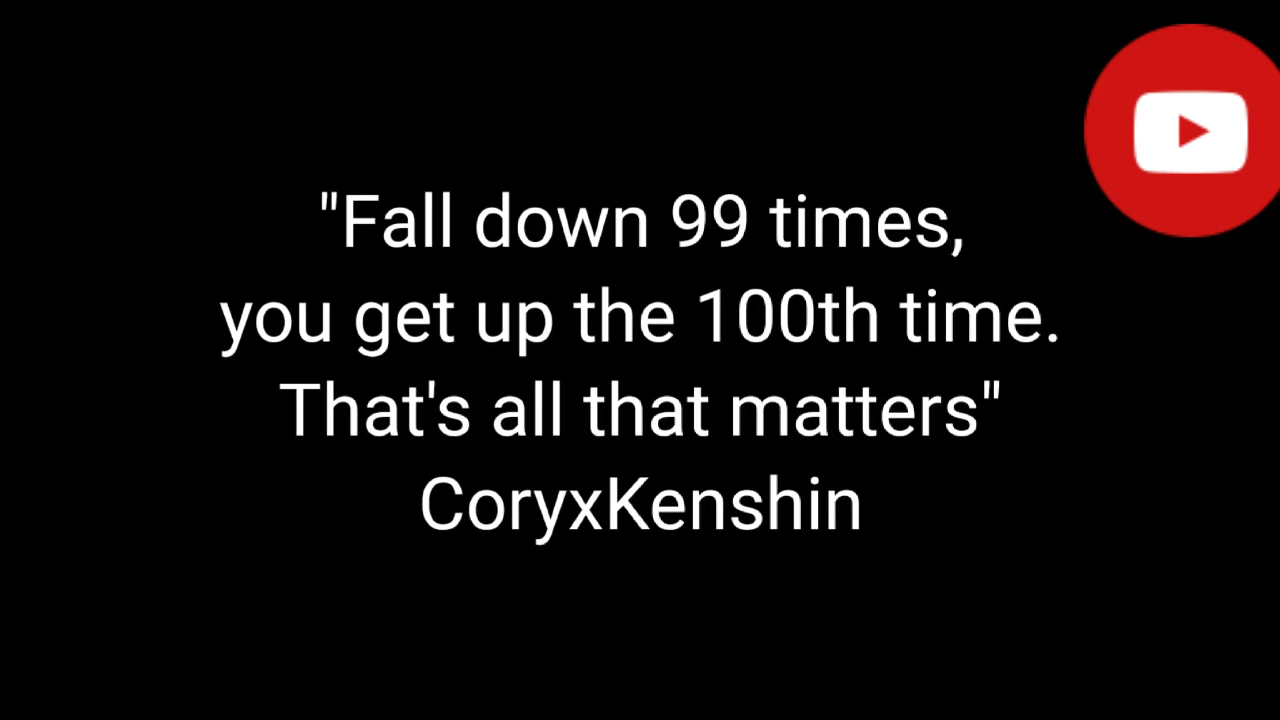 "Fall down 99 times,
you get up the 100th time.
That's all that matters"
CoryxKenshin